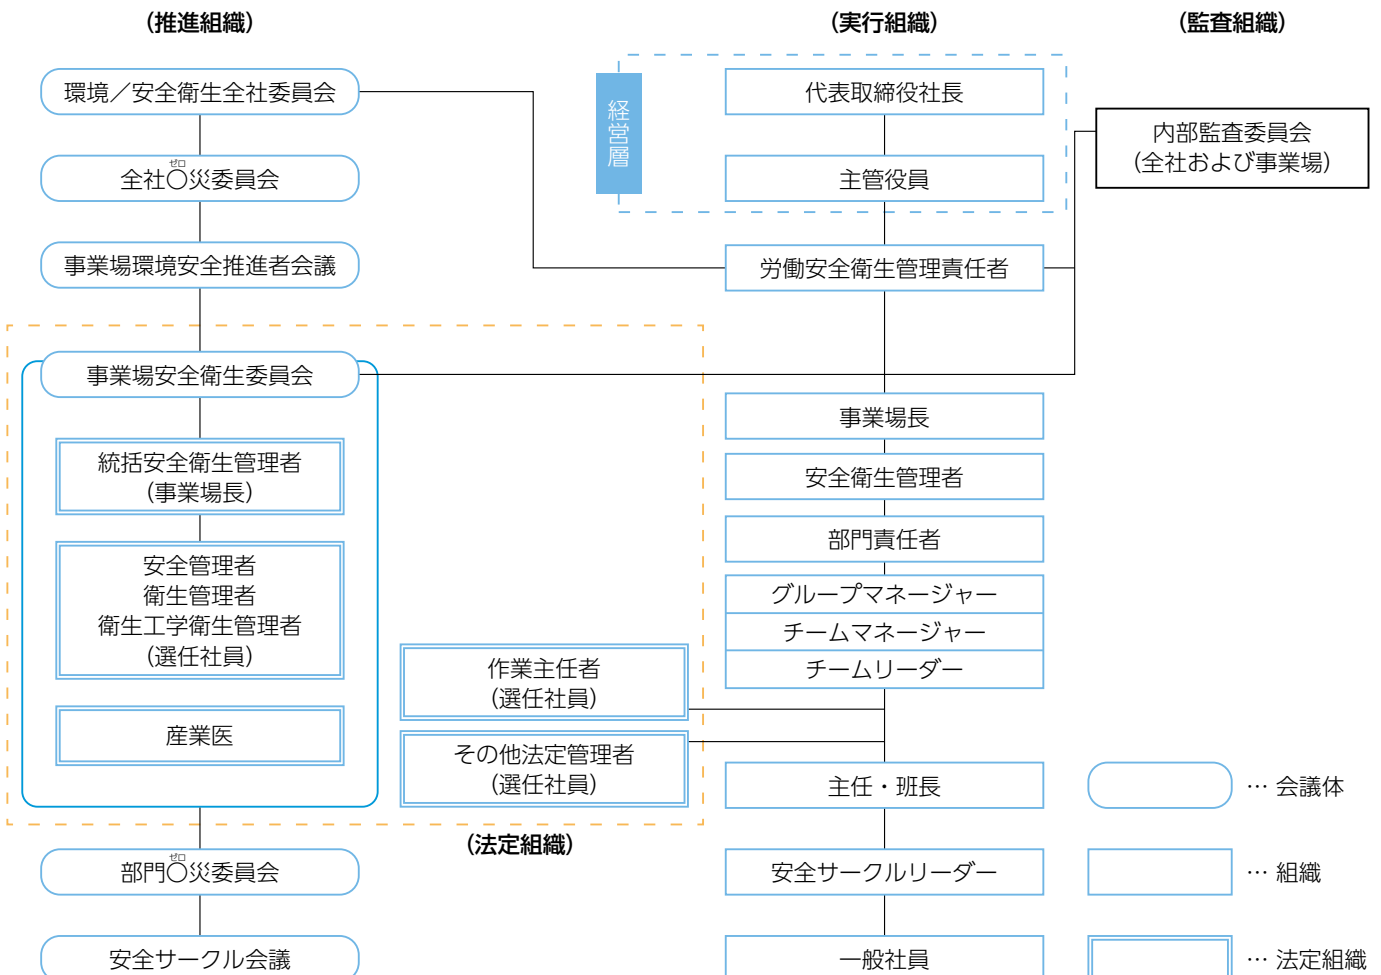 (推進組織)
(実行組織)
(監査組織)
環境／安全衛生全社委員会
ゼロ
全社〇災委員会
事業場環境安全推進者会議
事業場安全衛生委員会
統括安全衛生管理者
(事業場長)
安全管理者
衛生管理者
衛生工学衛生管理者
(選任社員)
産業医
作業主任者
(選任社員)
その他法定管理者
(選任社員)
(法定組織)
ゼロ
部門〇災委員会
安全サークル会議
経営層
代表取締役社長
主管役員
労働安全衛生管理責任者
事業場長
安全衛生管理者
部門責任者
グループマネージャー
チームマネージャー
チームリーダー
主任・班長
安全サークルリーダー
一般社員
内部監査委員会
(全社および事業場)
… 会議体
… 組織
… 法定組織